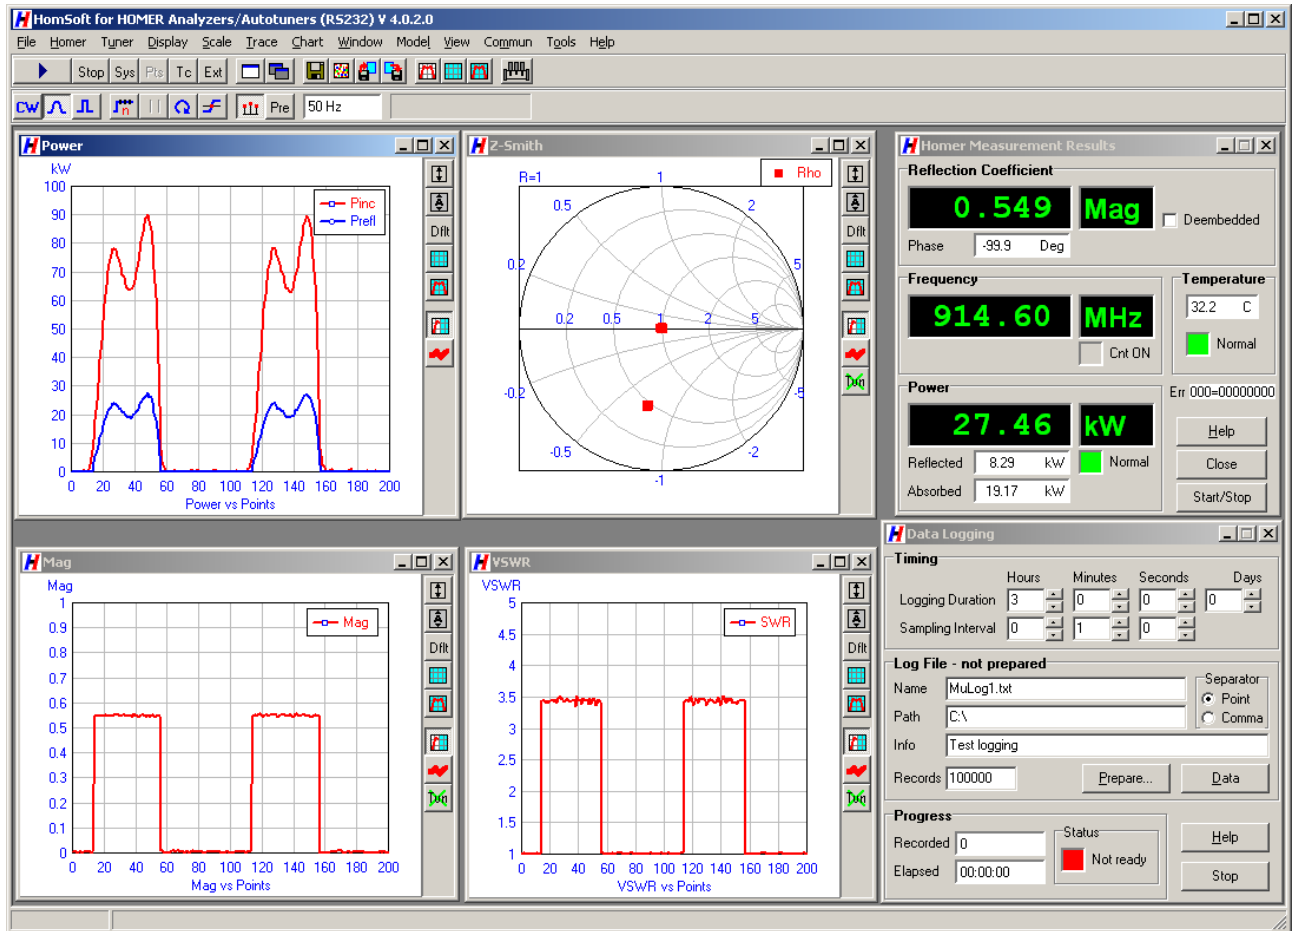 HomSoft for HOMER Analyzers/Autotuners (RS232) V 4.0.2.0
File Homer Tuner Display Scale Trace Chart Window Model View Commun Tools Help
Stop Sys Pts Tc Ext
CW n Pre 50 Hz
Power
kW
100
90
80
70
60
50
40
30
20
10
0
Pinc
Prefl
0 20 40 60 80 100 120 140 160 180 200
Power vs Points
Dflt
Z-Smith
R=1
Rho
1
0.5 2
0.2 5
0.2 0.5 1 2 5
-0.2 -5
-0.5 -2
-1
Dflt
Tun
Homer Measurement Results
Reflection Coefficient
0.549 Mag
Deembedded
Phase -99.9 Deg
Frequency
914.60 MHz
Cnt ON
Temperature
32.2 C
Normal
Err 000=00000000
Power
27.46 kW
Reflected 8.29 kW Normal
Absorbed 19.17 kW
Help
Close
Start/Stop
Mag
Mag
1
0.9
0.8
0.7
0.6
0.5
0.4
0.3
0.2
0.1
0
Mag
0 20 40 60 80 100 120 140 160 180 200
Mag vs Points
Dflt
Tun
VSWR
VSWR
5
4.5
4
3.5
3
2.5
2
1.5
1
SWR
0 20 40 60 80 100 120 140 160 180 200
VSWR vs Points
Dflt
Tun
Data Logging
Timing
Hours Minutes Seconds Days
Logging Duration 3 0 0 0
Sampling Interval 0 1 0
Log File - not prepared
Name MuLog1.txt
Path C:\
Separator
Point
Comma
Info Test logging
Records 100000 Prepare... Data
Progress
Recorded 0
Elapsed 00:00:00
Status
Not ready
Help
Stop